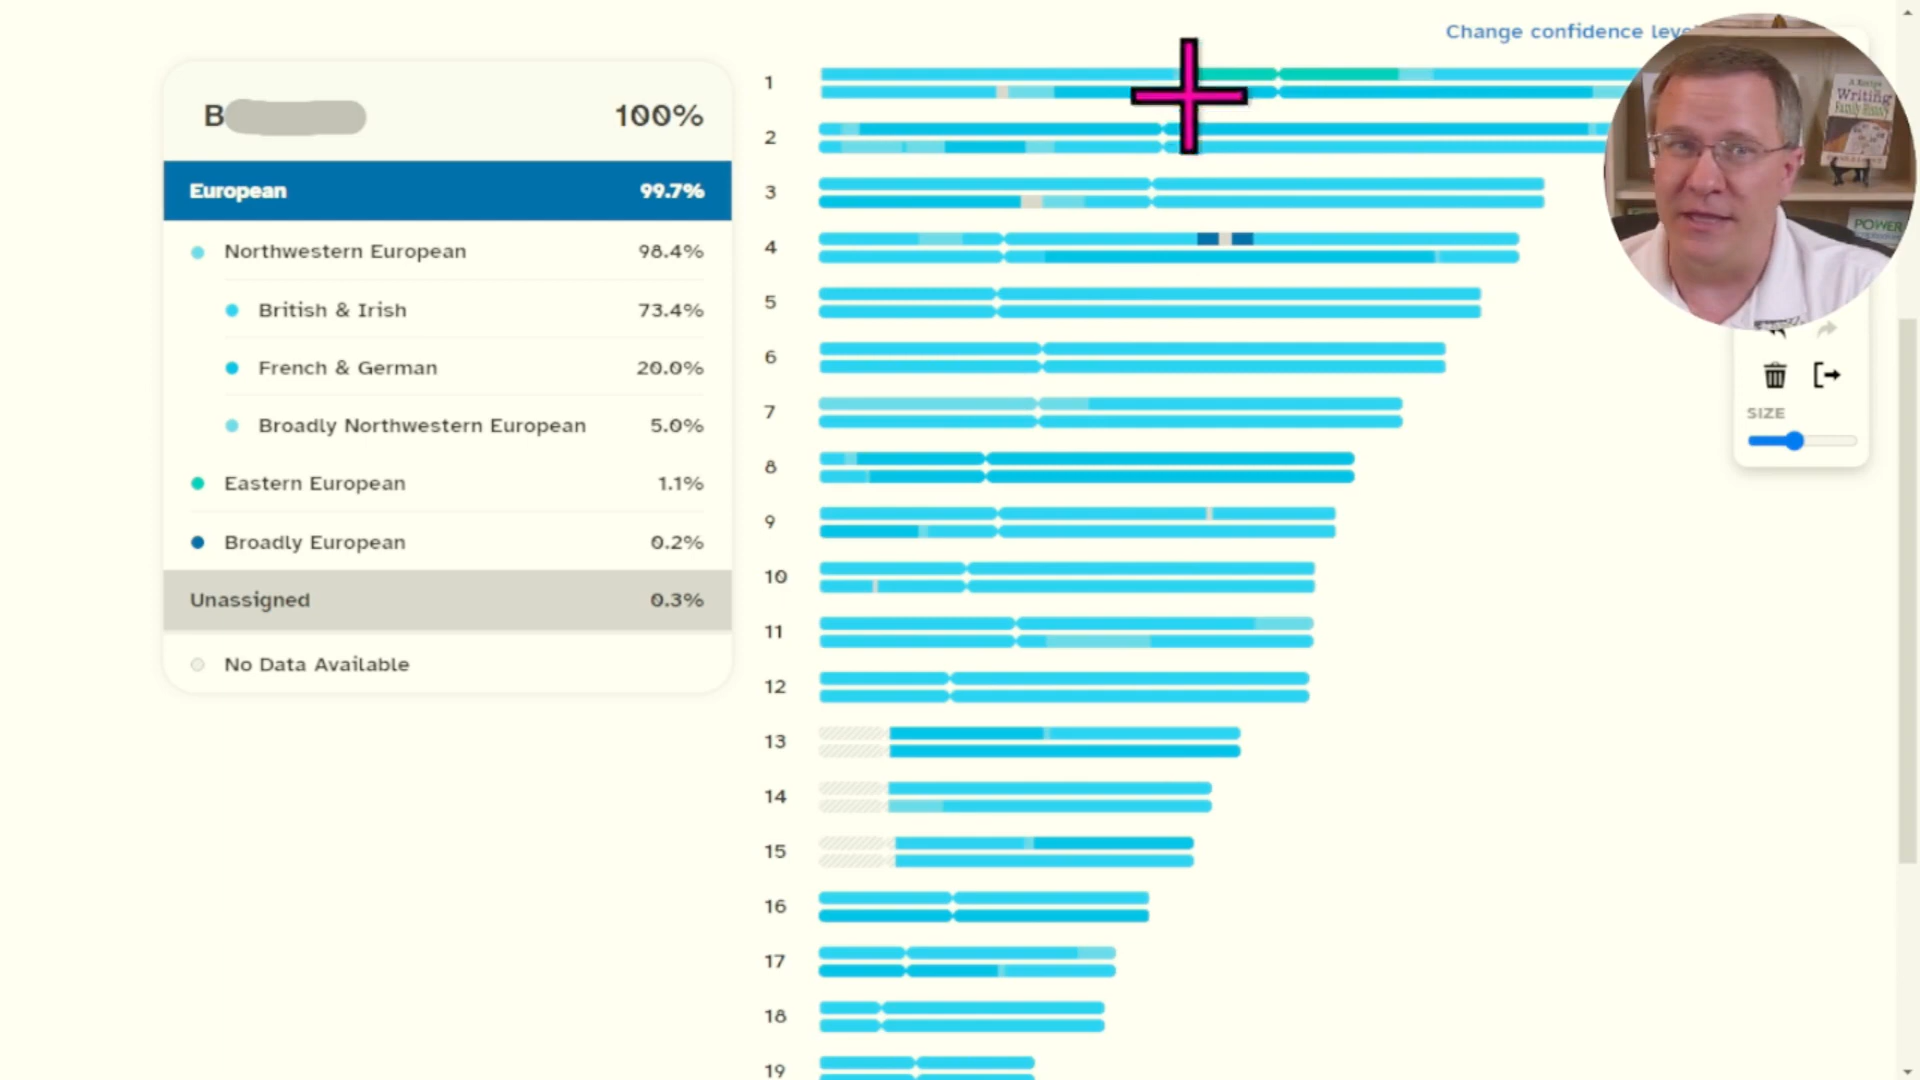 Change confidence leve
B
100%
European 99.7%
Northwestern European 98.4%
British & Irish 73.4%
French & German 20.0%
Broadly Northwestern European 5.0%
Eastern European 1.1%
Broadly European 0.2%
Unassigned 0.3%
No Data Available
1
2
3
4
5
6
7
8
9
10
11
12
13
14
15
16
17
18
19
Writing
Family History
POWER
SIZE